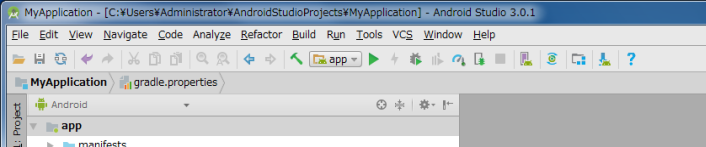 MyApplication - [C:¥Users¥Administrator¥AndroidStudioProjects¥MyApplication] - Android Studio 3.0.1
File Edit View Navigate Code Analyze Refactor Build Run Tools VCS Window Help
app
MyApplication gradle.properties
1: Project
Android
app
manifests